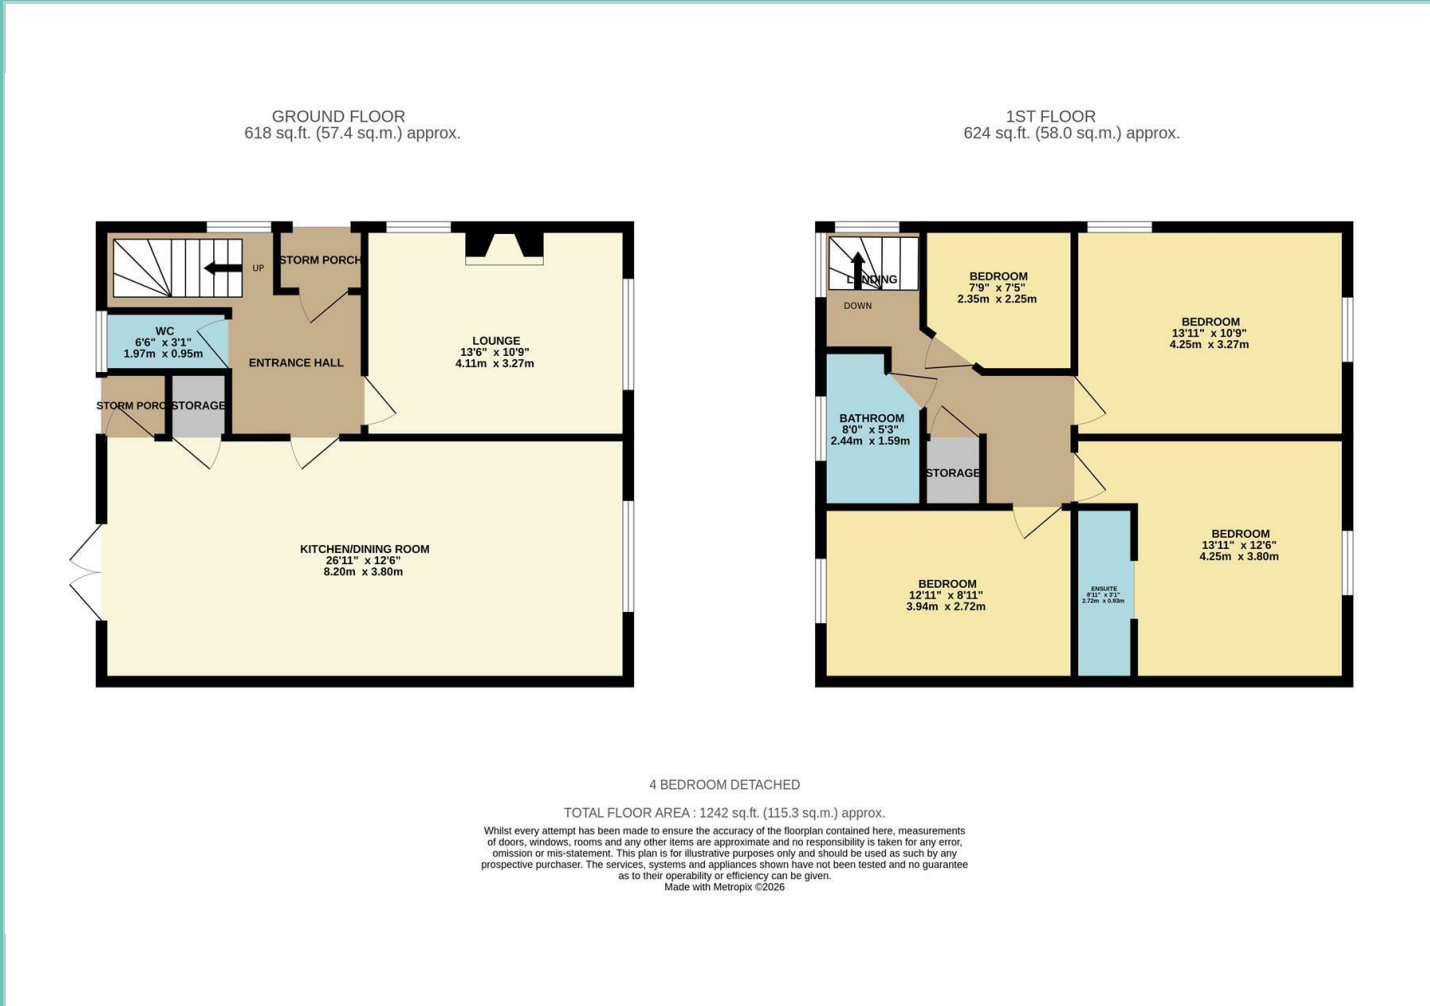 GROUND FLOOR
618 sq.ft. (57.4 sq.m.) approx.
1ST FLOOR
624 sq.ft. (58.0 sq.m.) approx.
UP
STORM PORCH
WC
6'6" x 3'1"
1.97m x 0.95m
ENTRANCE HALL
LOUNGE
13'6" x 10'9"
4.11m x 3.27m
STORM PORC
STORAGE
KITCHEN/DINING ROOM
26'11" x 12'6"
8.20m x 3.80m
LANDING
DOWN
BEDROOM
7'9" x 7'5"
2.35m x 2.25m
BEDROOM
13'11" x 10'9"
4.25m x 3.27m
BATHROOM
8'0" x 5'3"
2.44m x 1.59m
STORAGE
BEDROOM
12'11" x 8'11"
3.94m x 2.72m
ENSUITE
8'11" x 3'1"
2.72m x 0.93m
BEDROOM
13'11" x 12'6"
4.25m x 3.80m
4 BEDROOM DETACHED
TOTAL FLOOR AREA : 1242 sq.ft. (115.3 sq.m.) approx.
Whilst every attempt has been made to ensure the accuracy of the floorplan contained here, measurements
of doors, windows, rooms and any other items are approximate and no responsibility is taken for any error,
omission or mis-statement. This plan is for illustrative purposes only and should be used as such by any
prospective purchaser. The services, systems and appliances shown have not been tested and no guarantee
as to their operability or efficiency can be given.
Made with Metropix ©2026